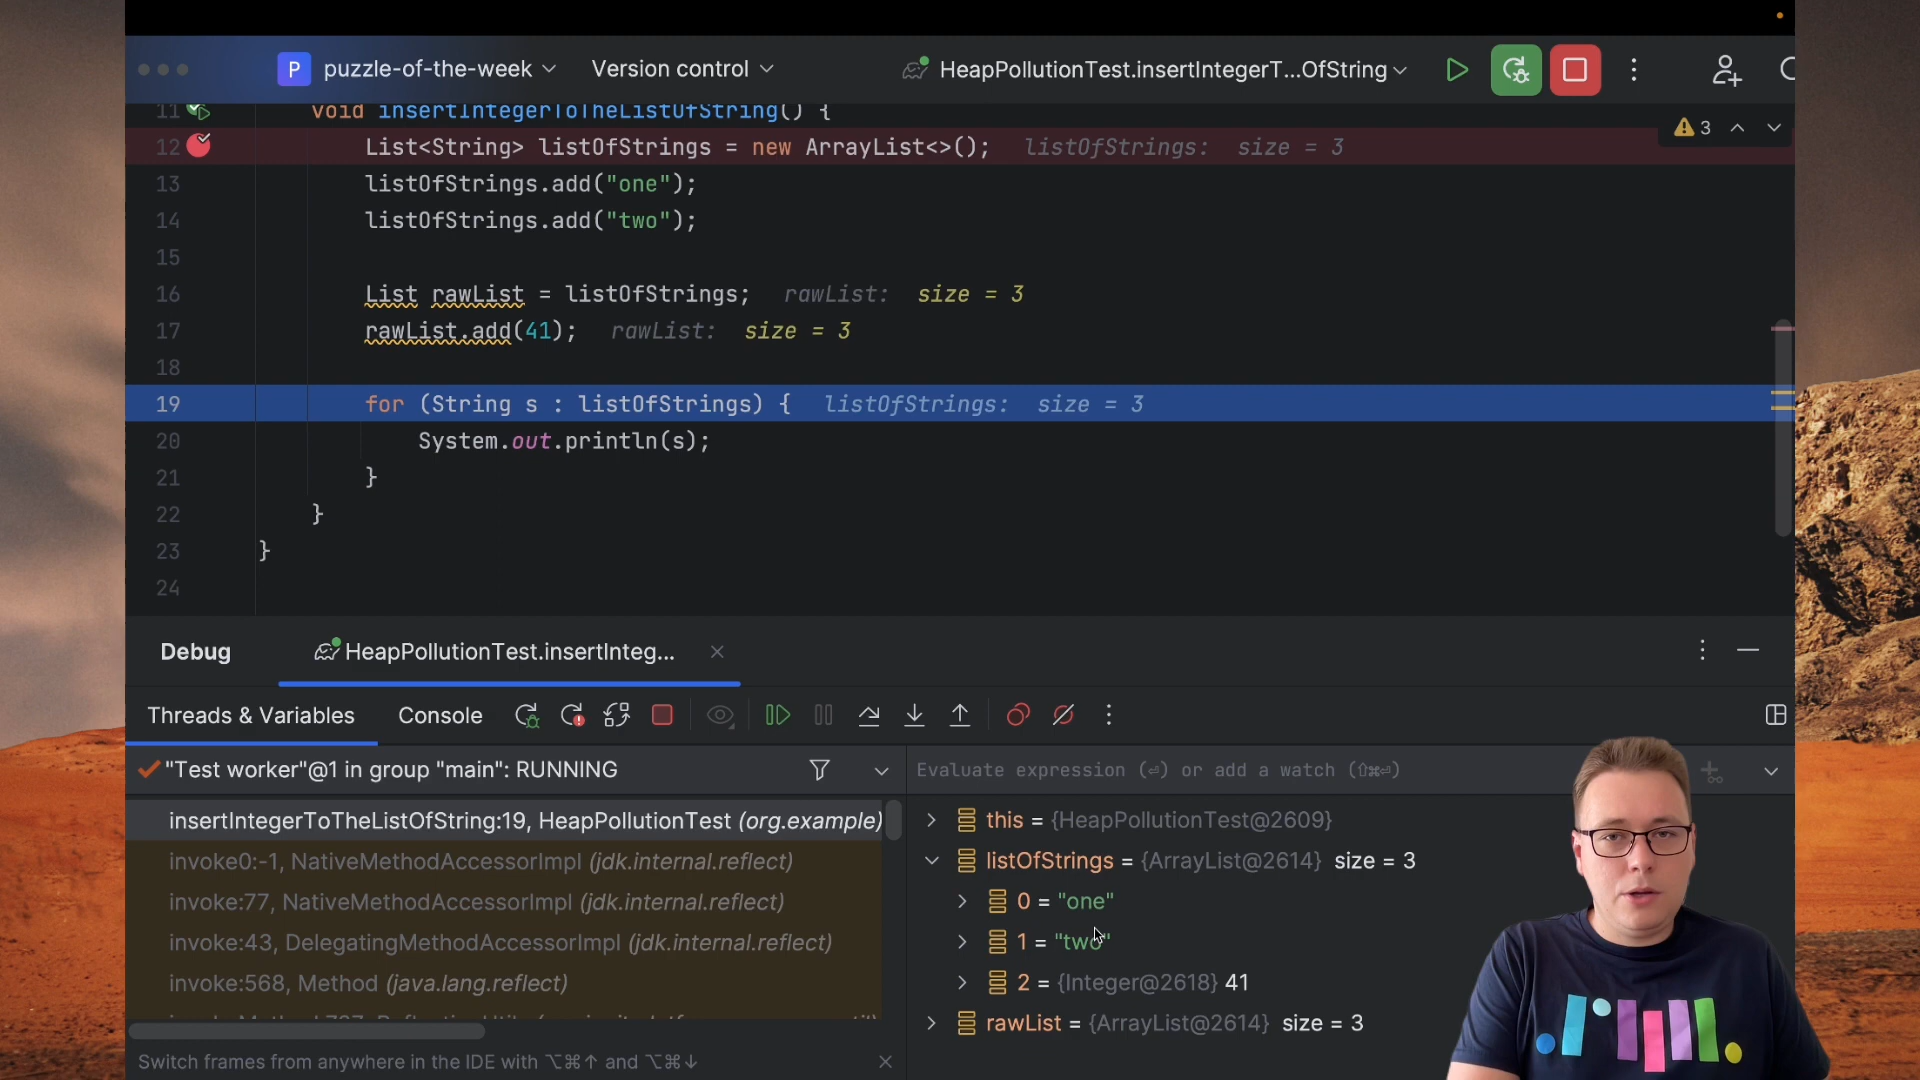 P puzzle-of-the-week Version control HeapPollutionTest.insertIntegerT...OfString
11 void insertIntegerToTheListOfString() {
3
12 List<String> listOfStrings = new ArrayList<>(); listOfStrings: size = 3
13 listOfStrings.add("one");
14 listOfStrings.add("two");
15
16 List rawList = listOfStrings; rawList: size = 3
17 rawList.add(41); rawList: size = 3
18
19 for (String s : listOfStrings) { listOfStrings: size = 3
20 System.out.println(s);
21 }
22 }
23 }
24
Debug HeapPollutionTest.insertInteg...
Threads & Variables Console
"Test worker"@1 in group "main": RUNNING
insertIntegerToTheListOfString:19, HeapPollutionTest (org.example)
invoke0:-1, NativeMethodAccessorImpl (jdk.internal.reflect)
invoke:77, NativeMethodAccessorImpl (jdk.internal.reflect)
invoke:43, DelegatingMethodAccessorImpl (jdk.internal.reflect)
invoke:568, Method (java.lang.reflect)
Switch frames from anywhere in the IDE with ⌥⌘↑ and ⌥⌘↓
Evaluate expression (⏎) or add a watch (⇧⌘⏎)
this = {HeapPollutionTest@2609}
listOfStrings = {ArrayList@2614} size = 3
0 = "one"
1 = "two"
2 = {Integer@2618} 41
rawList = {ArrayList@2614} size = 3